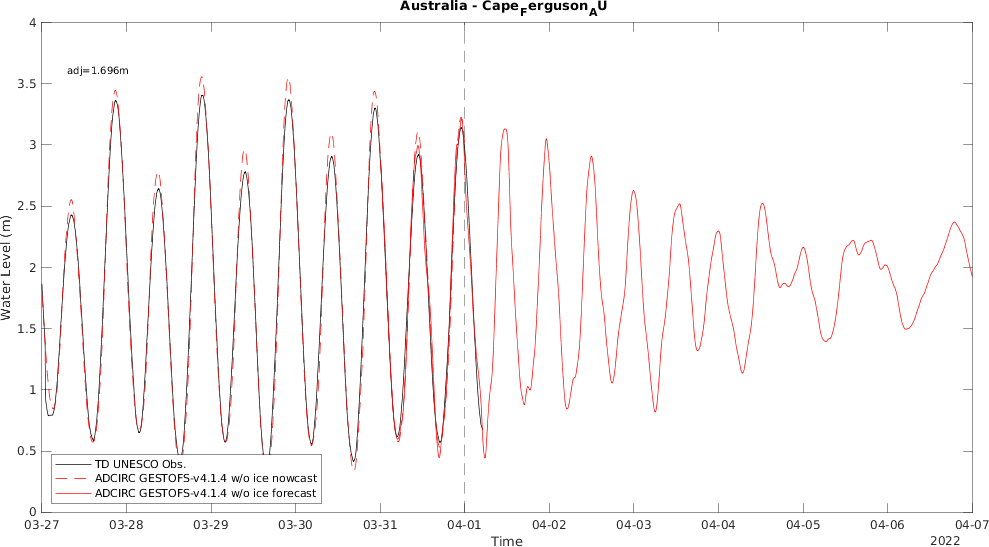 Australia - Cape_Ferguson_AU
4
3.5
3
2.5
2
1.5
1
0.5
0
Water Level (m)
adj=1.696m
TD UNESCO Obs.
ADCIRC GESTOFS-v4.1.4 w/o ice nowcast
ADCIRC GESTOFS-v4.1.4 w/o ice forecast
03-27 03-28 03-29 03-30 03-31 04-01 04-02 04-03 04-04 04-05 04-06 04-07
Time
2022